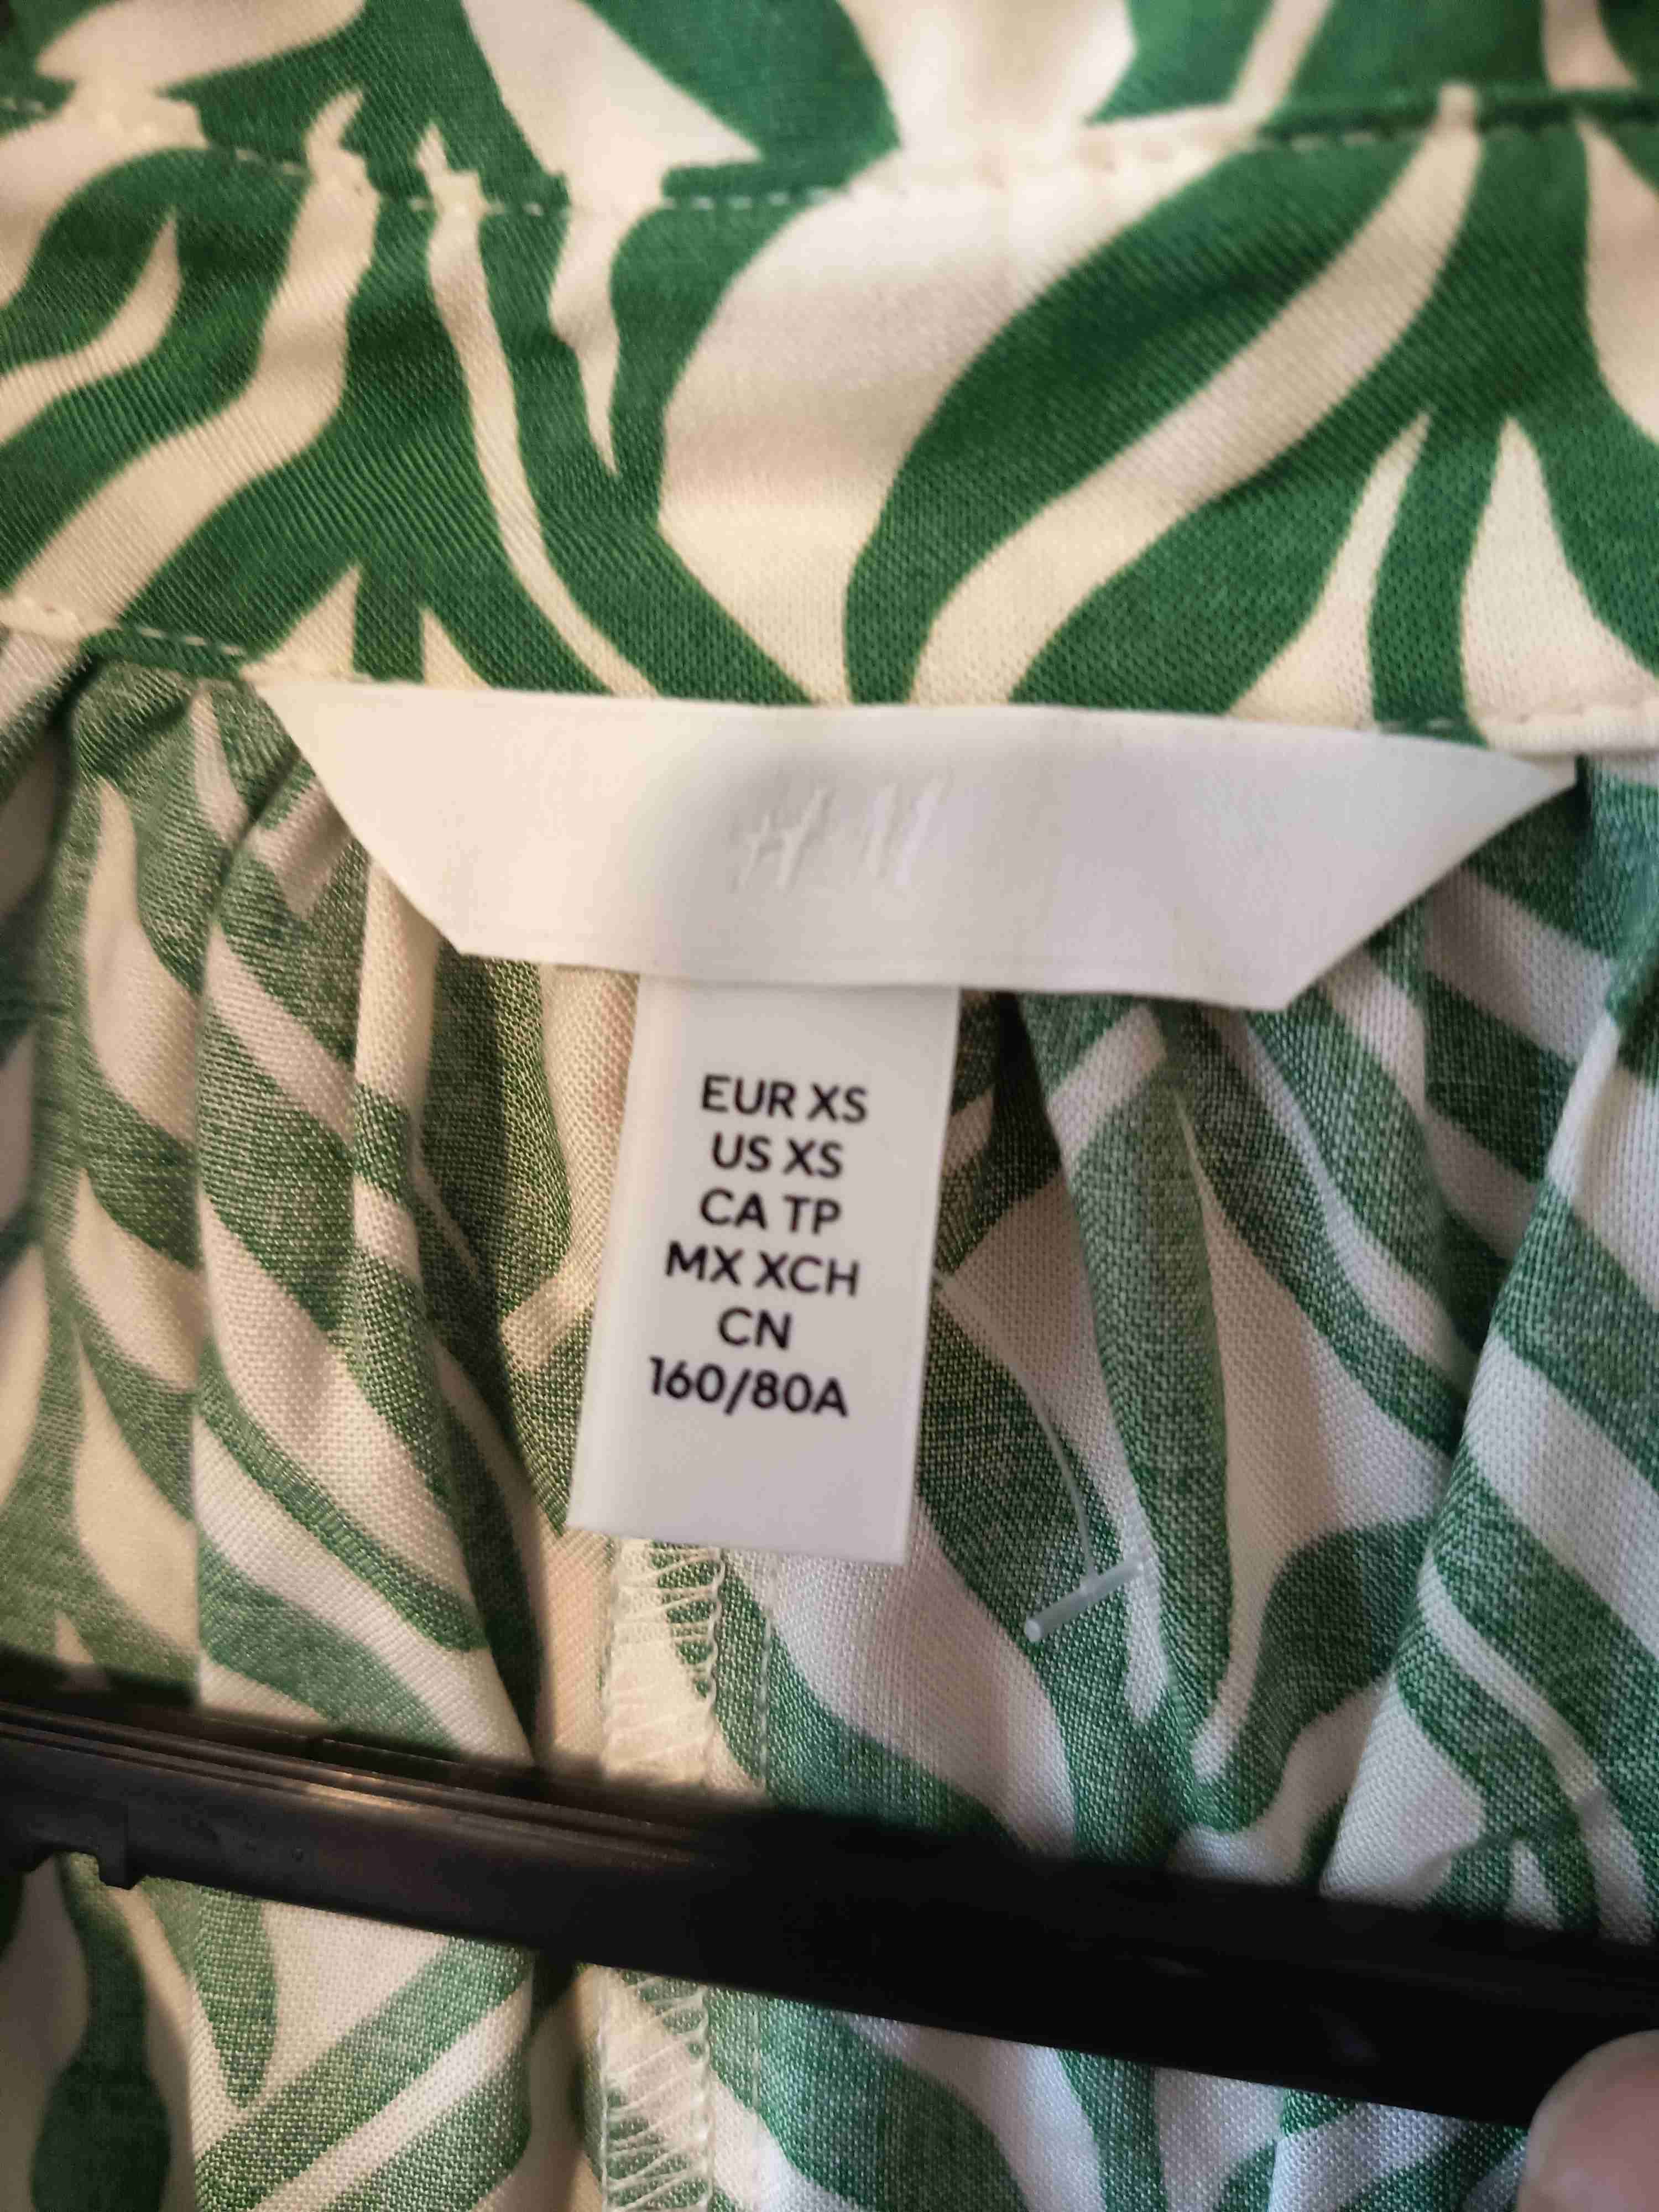 H&M
EUR XS
US XS
CA TP
MX XCH
CN
160/80A